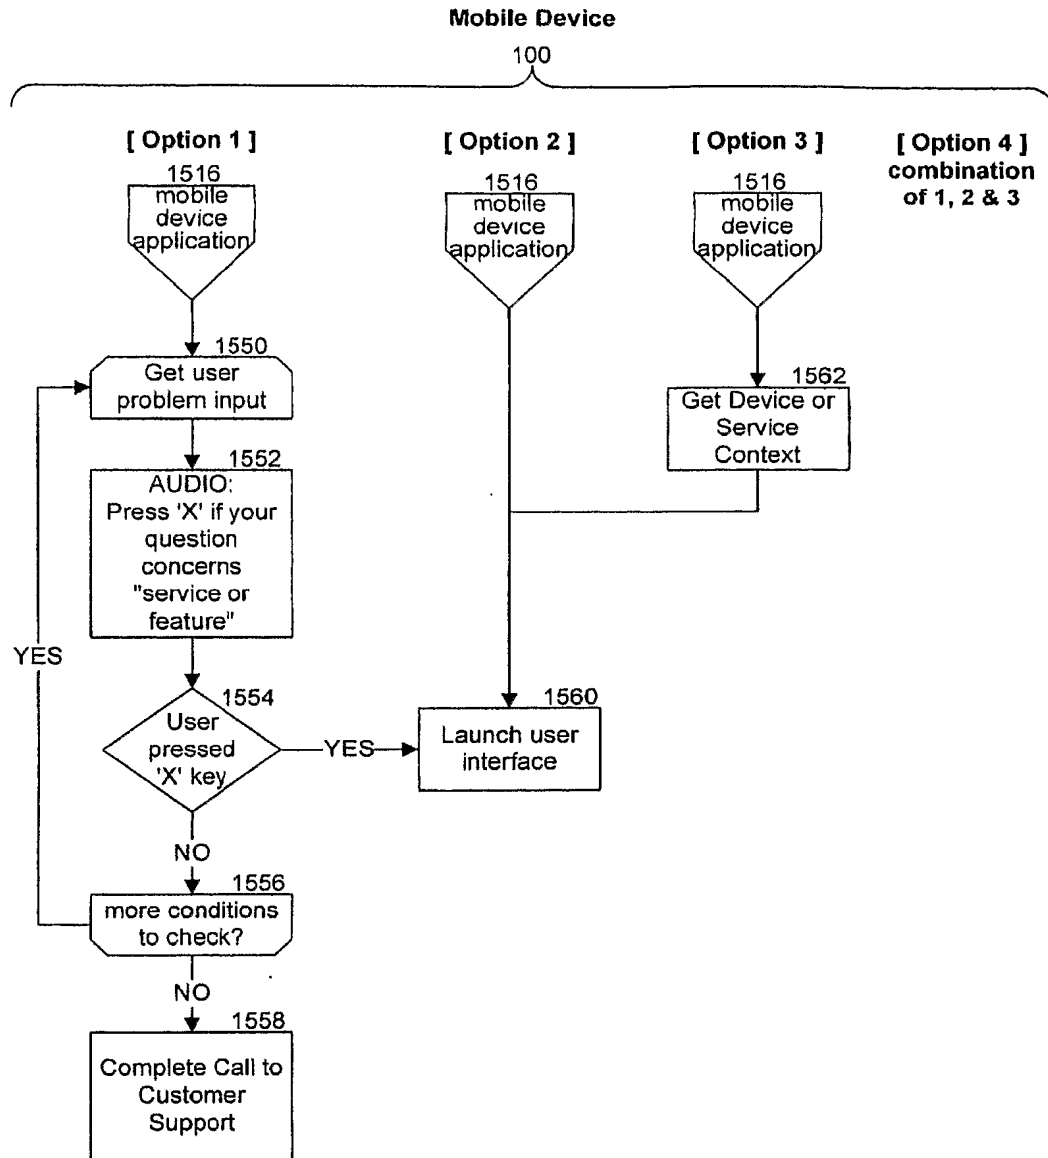 Mobile Device
100
[ Option 1 ]
1516
mobile
device
application
1550
Get user
problem input
1552
AUDIO:
Press 'X' if your
question
concerns
"service or
feature"
YES
1554
User
pressed
'X' key
YES
NO
1556
more conditions
to check?
NO
1558
Complete Call to
Customer
Support
[ Option 2 ]
1516
mobile
device
application
1560
Launch user
interface
[ Option 3 ]
1516
mobile
device
application
1562
Get Device or
Service
Context
[ Option 4 ]
combination
of 1, 2 & 3